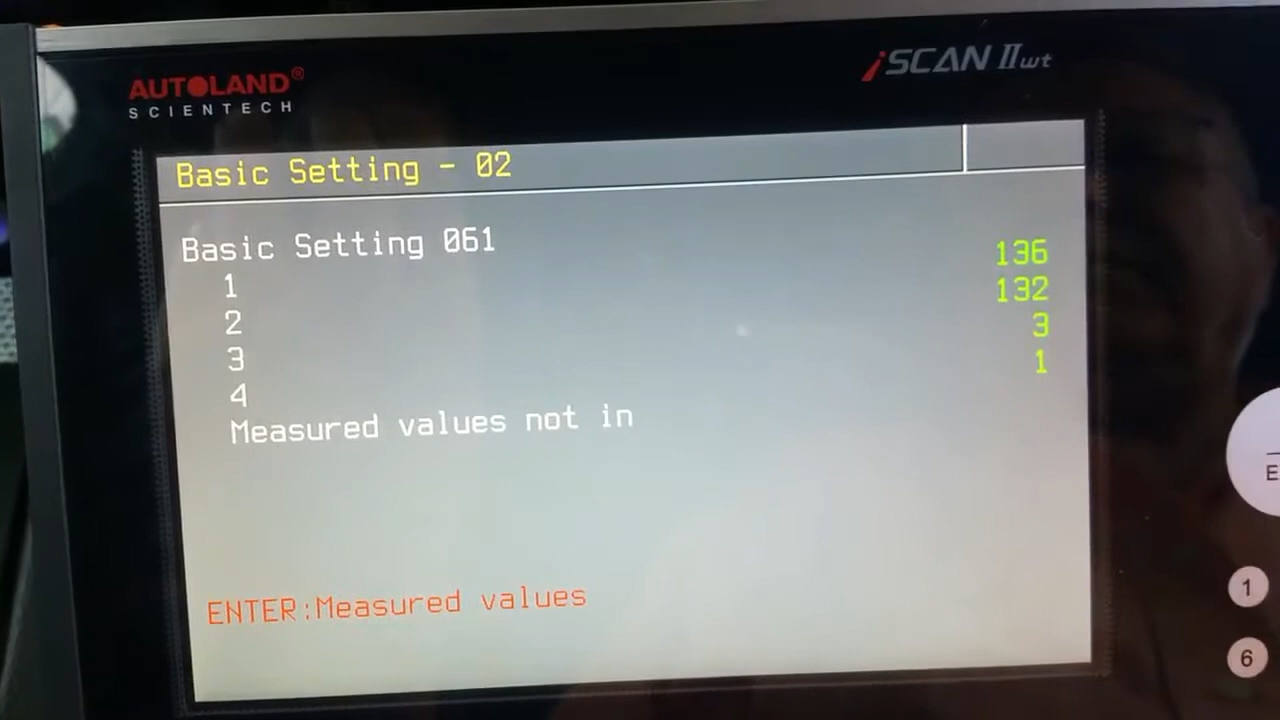 AUTOLAND®
SCIENTECH
iSCAN IIwt
Basic Setting - 02
Basic Setting 061
1 136
2 132
3 3
4 1
Measured values not in
ENTER:Measured values
E
1
6